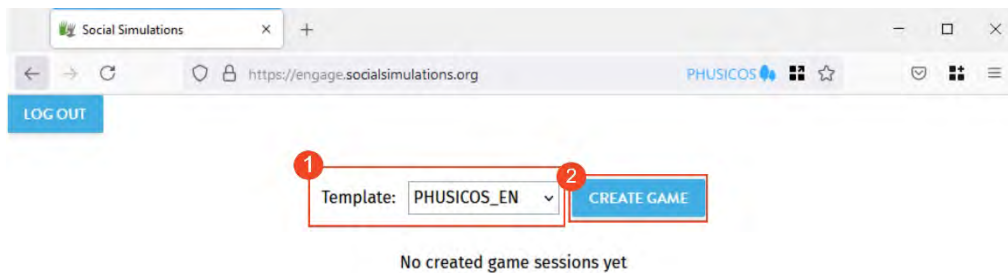 Social Simulations
https://engage.socialsimulations.org PHUSICOS
LOG OUT
1
2
Template: PHUSICOS_EN CREATE GAME
No created game sessions yet